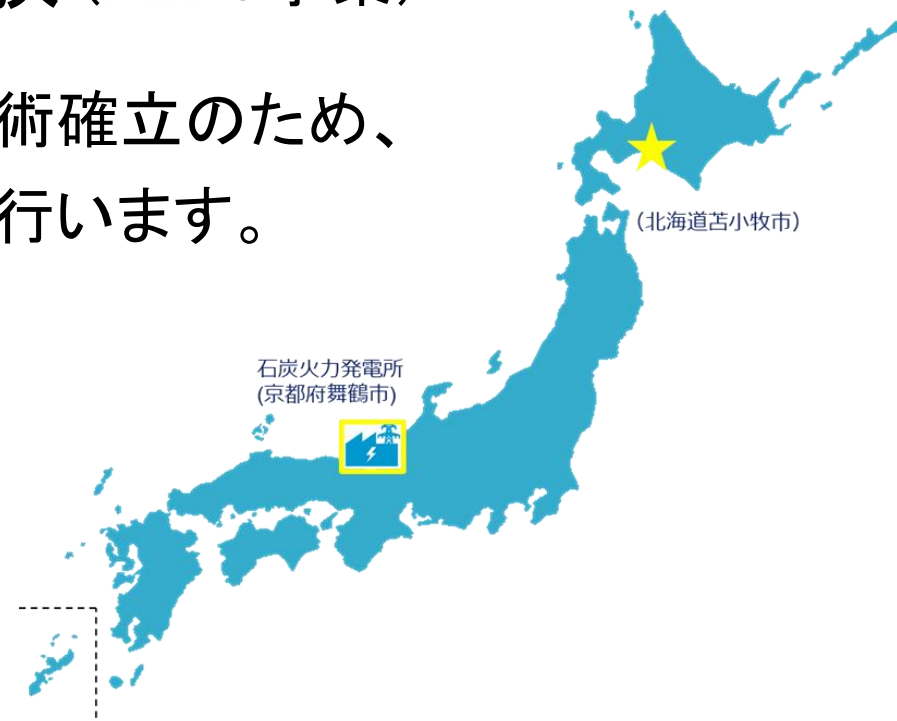 術確立のため、
行います。
(北海道苫小牧市)
石炭火力発電所
(京都府舞鶴市)